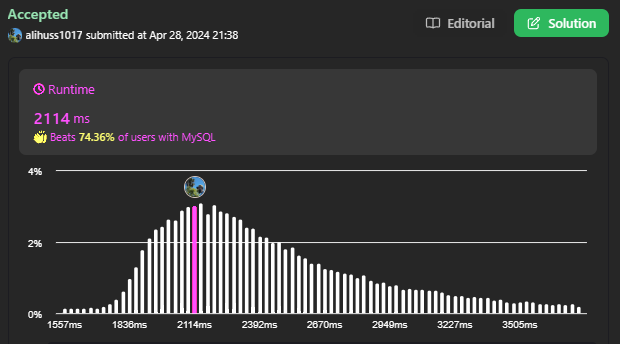 Accepted
Editorial
Solution
alihuss1017 submitted at Apr 28, 2024 21:38
Runtime
2114 ms
Beats 74.36% of users with MySQL
4%
2%
0%
1557ms 1836ms 2114ms 2392ms 2670ms 2949ms 3227ms 3505ms